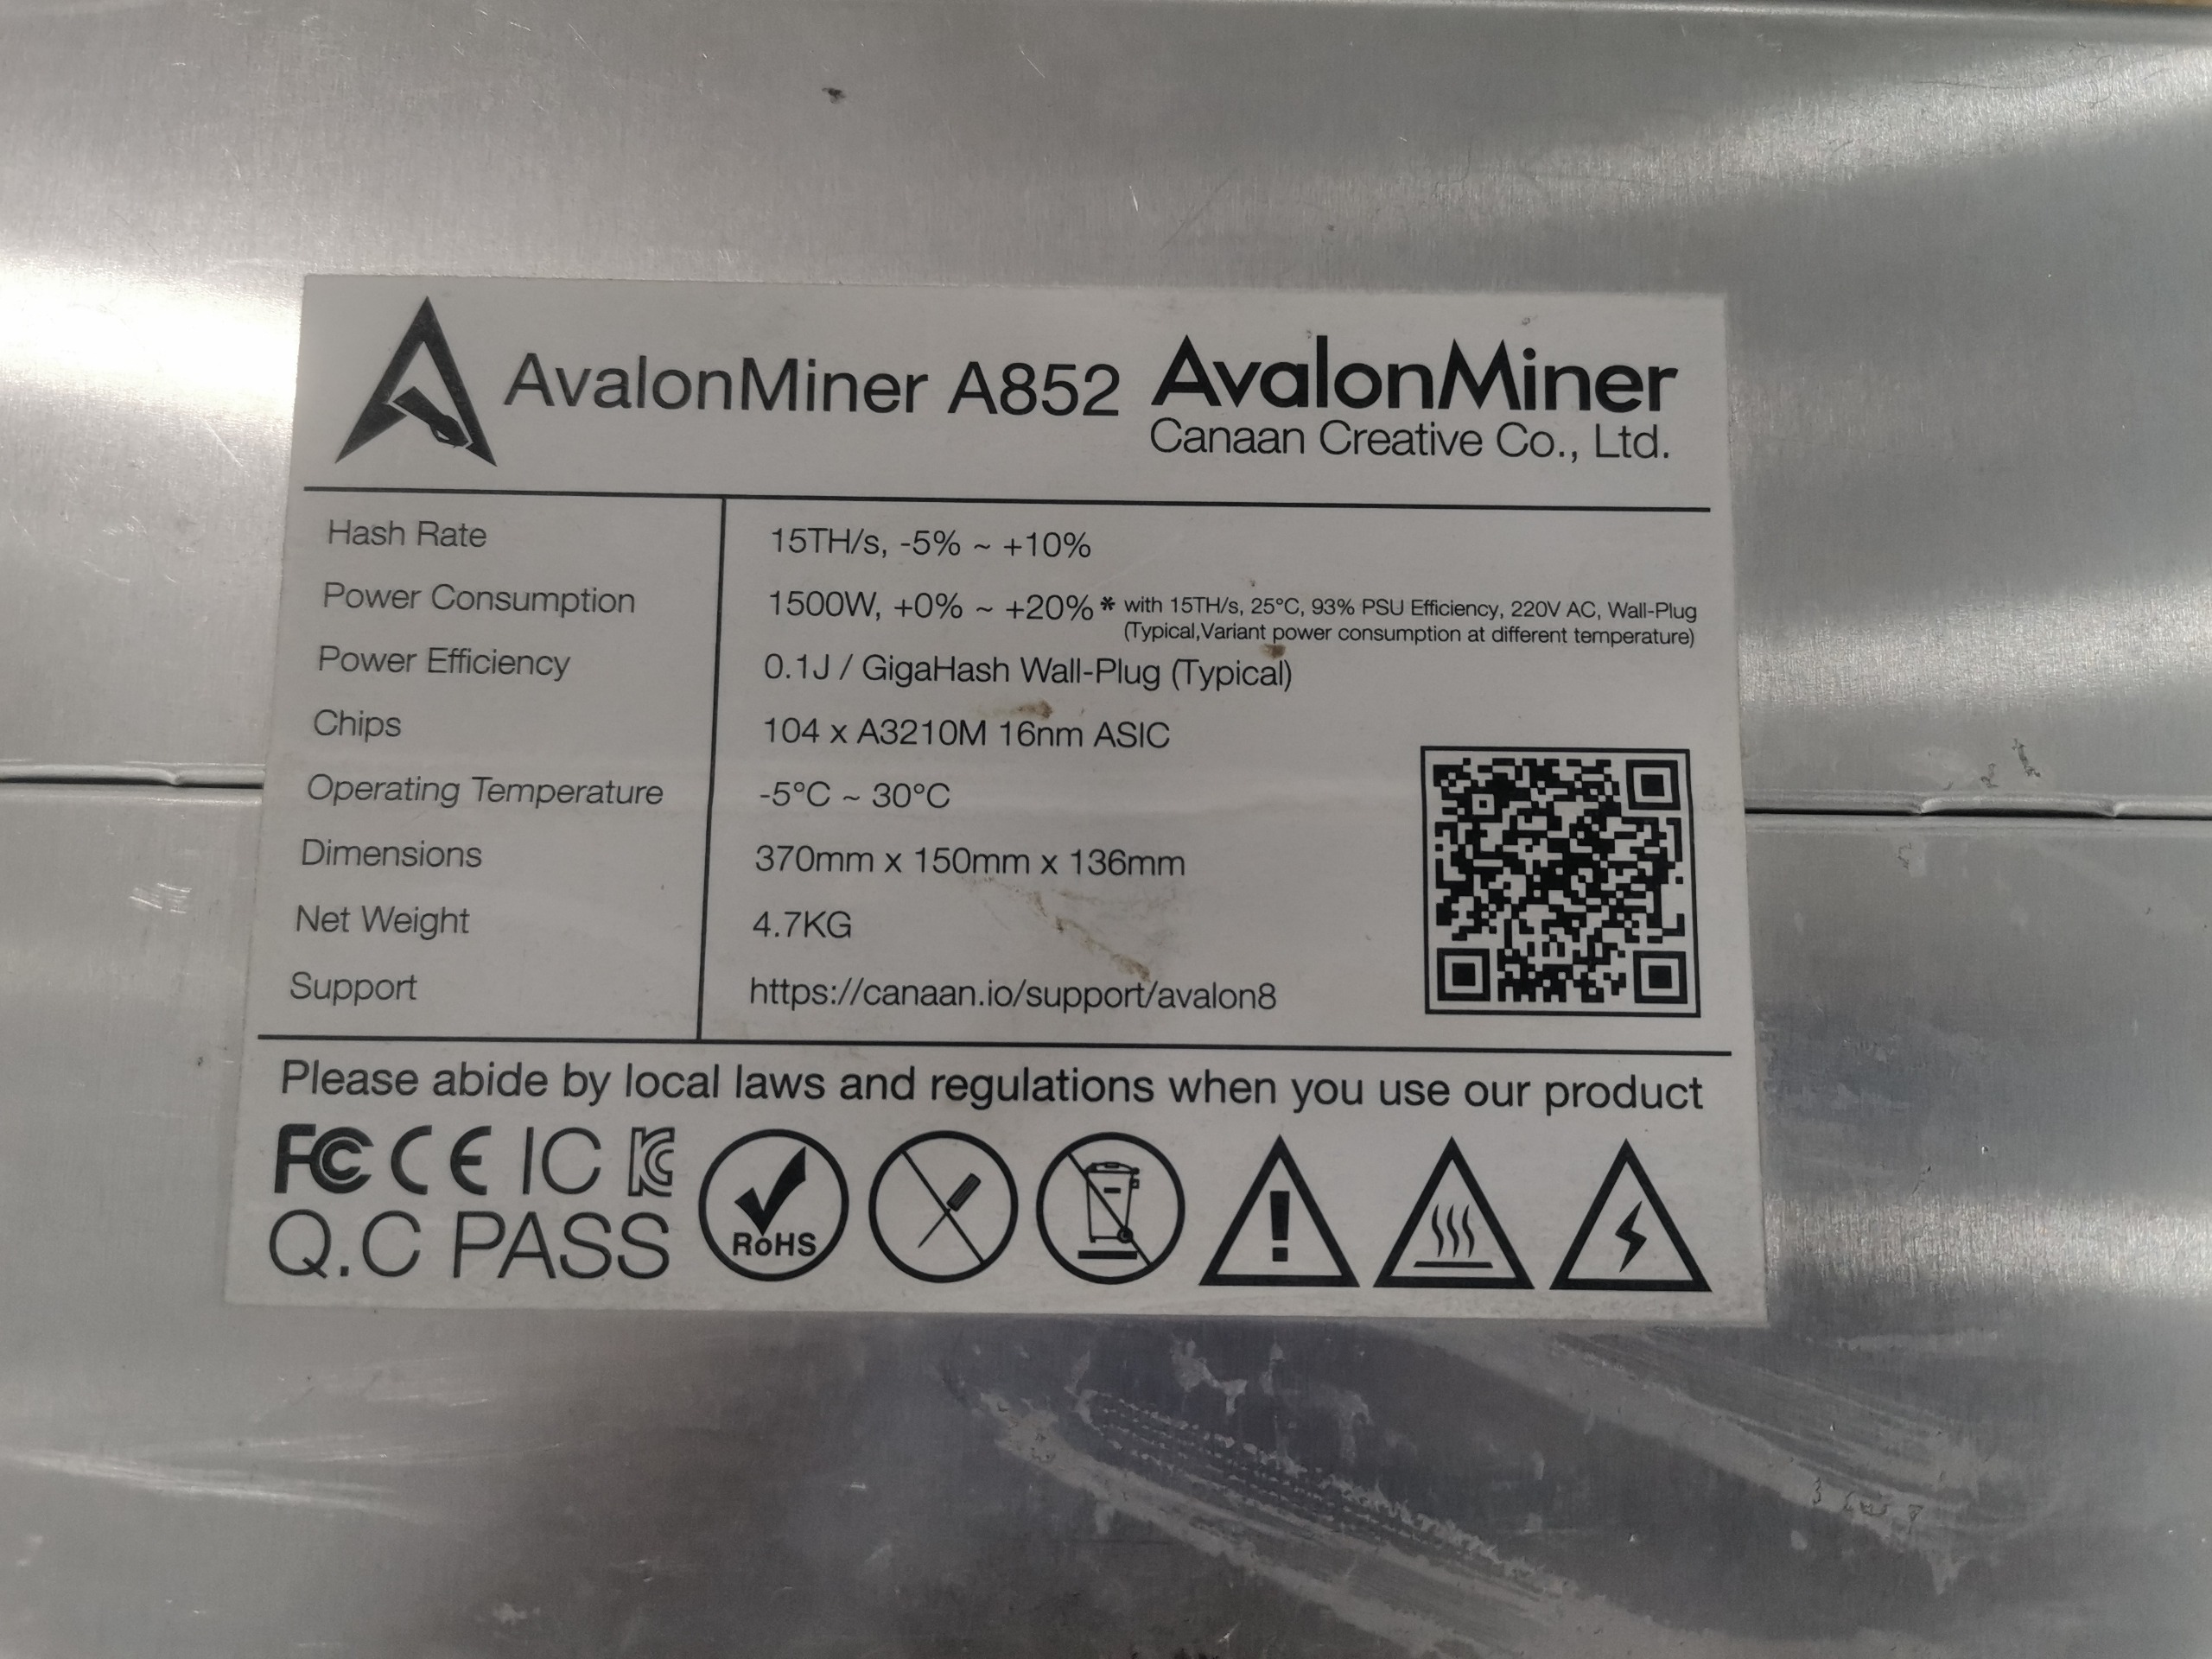 AvalonMiner A852
AvalonMiner
Canaan Creative Co., Ltd.
Hash Rate 15TH/s, -5% ~ +10%
Power Consumption 1500W, +0% ~ +20% * with 15TH/s, 25°C, 93% PSU Efficiency, 220V AC, Wall-Plug
(Typical,Variant power consumption at different temperature)
Power Efficiency 0.1J / GigaHash Wall-Plug (Typical)
Chips 104 x A3210M 16nm ASIC
Operating Temperature -5°C ~ 30°C
Dimensions 370mm x 150mm x 136mm
Net Weight 4.7KG
Support https://canaan.io/support/avalon8
Please abide by local laws and regulations when you use our product
FC CE IC KC
Q.C PASS
RoHS